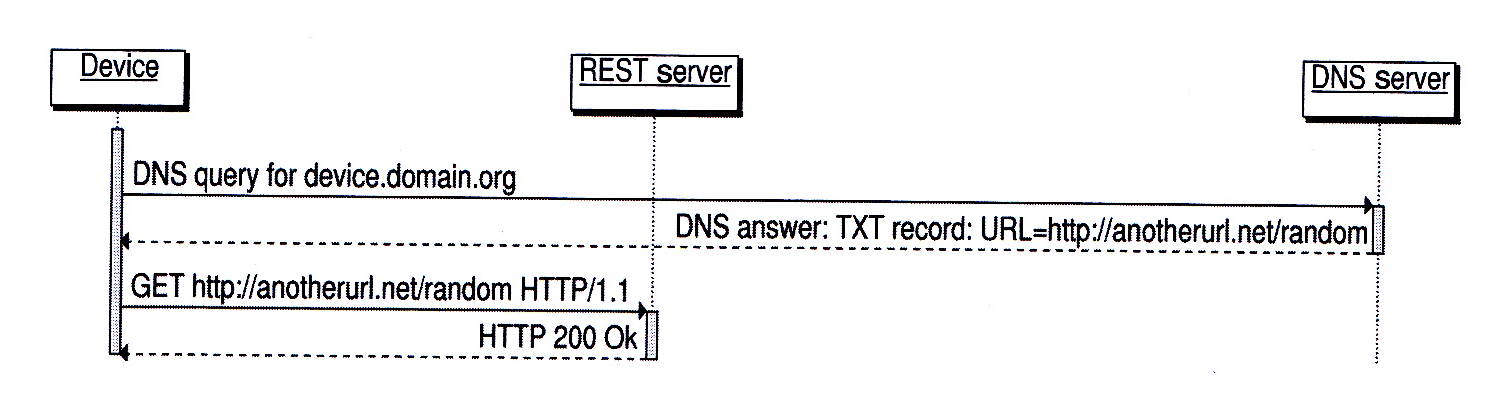 Device
REST server
DNS server
DNS query for device.domain.org
DNS answer: TXT record: URL=http://anotherurl.net/random
GET http://anotherurl.net/random HTTP/1.1
HTTP 200 Ok